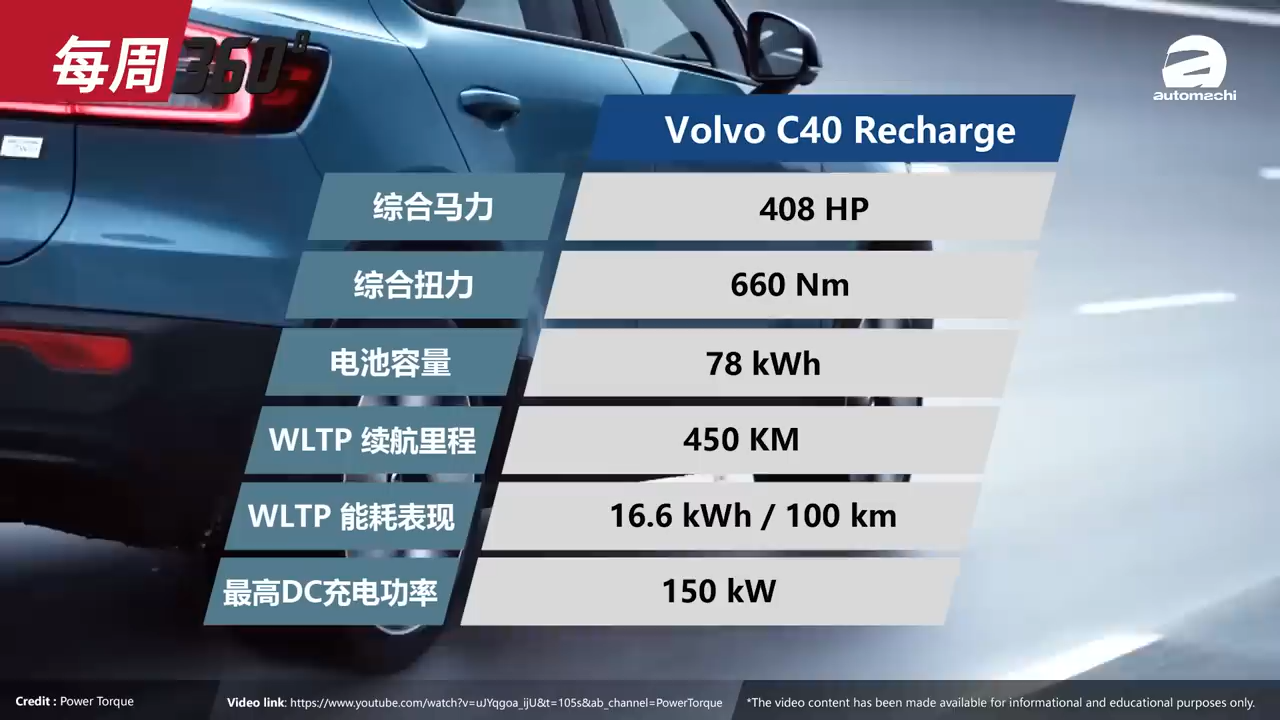 每周360°
automachi
Volvo C40 Recharge
综合马力 408 HP
综合扭力 660 Nm
电池容量 78 kWh
WLTP 续航里程 450 KM
WLTP 能耗表现 16.6 kWh / 100 km
最高DC充电功率 150 kW
Credit : Power Torque
Video link: https://www.youtube.com/watch?v=uJYqgoa_ijU&t=105s&ab_channel=PowerTorque
*The video content has been made available for informational and educational purposes only.